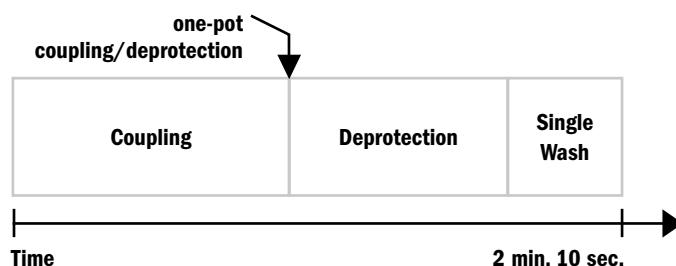 one-pot
coupling/deprotection
Coupling
Deprotection
Single
Wash
Time
2 min. 10 sec.